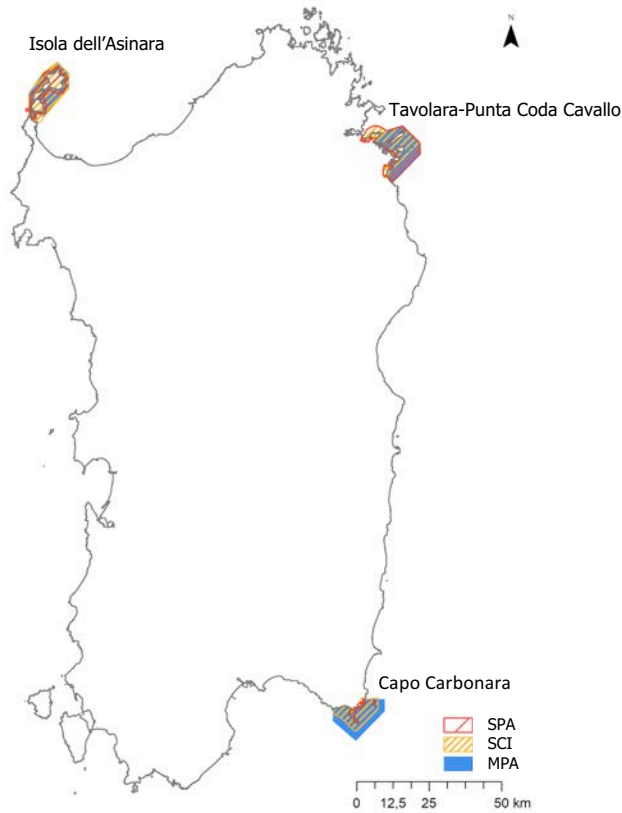 N
Isola dell'Asinara
Tavolara-Punta Coda Cavallo
Capo Carbonara
SPA
SCI
MPA
0 12,5 25 50 km